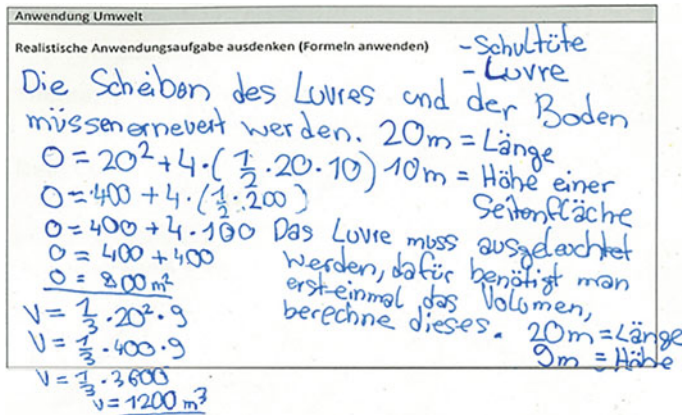 Anwendung Umwelt
Realistische Anwendungsaufgabe ausdenken (Formeln anwenden)
- Schultüte
- Luvre
Die Scheiben des Luvres und der Boden
müssen erneuert werden. 20m = Länge
O = 20² + 4 · (1/2 · 20 · 10) 10m = Höhe einer
Seitenfläche
O = 400 + 4 · (1/2 · 200)
O = 400 + 4 · 100
O = 400 + 400
O = 800 m²
Das Luvre muss ausgeleuchtet
werden, dafür benötigt man
erst einmal das Volumen,
berechne dieses. 20m = Länge
9m = Höhe
V = 1/3 · 20² · 9
V = 1/3 · 400 · 9
V = 1/3 · 3600
V = 1200 m³